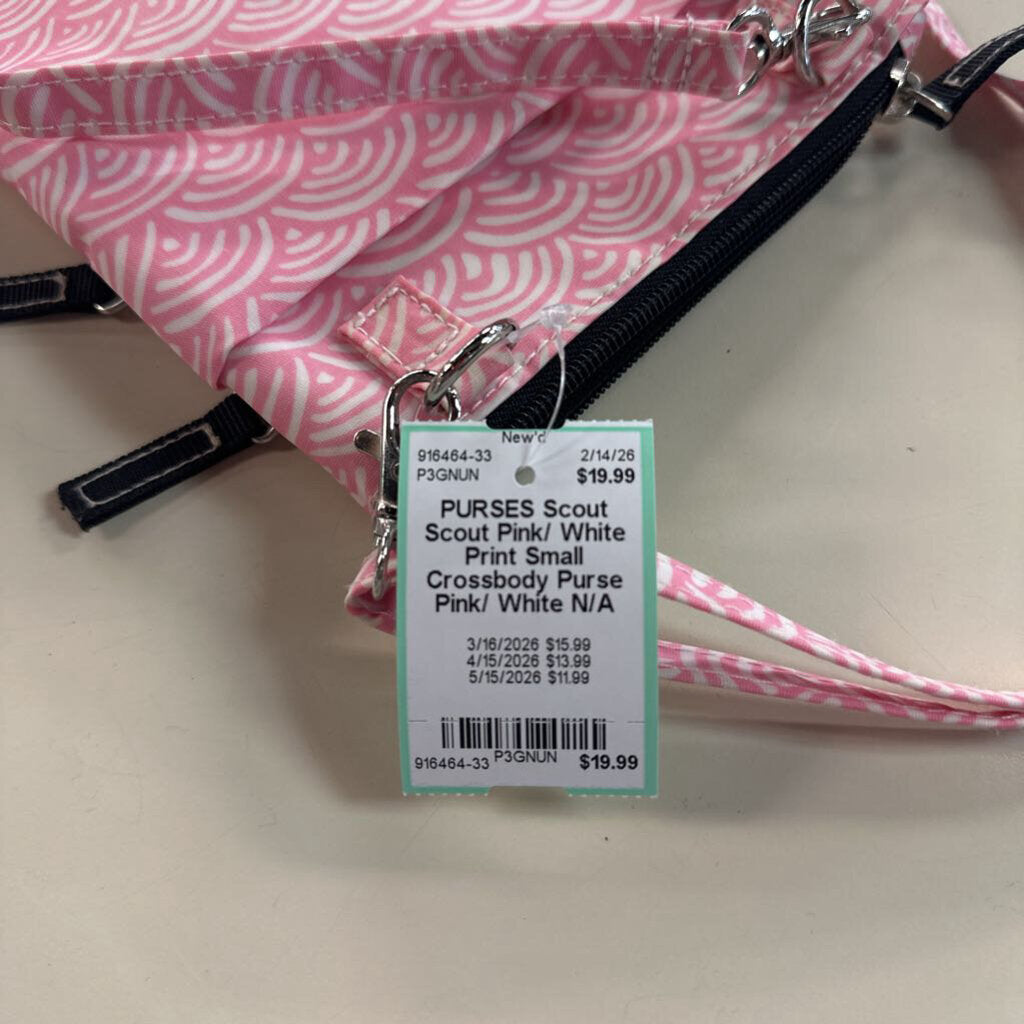 New'd
916464-33 2/14/26
P3GNUN $19.99
PURSES Scout
Scout Pink/ White
Print Small
Crossbody Purse
Pink/ White N/A
3/16/2026 $15.99
4/15/2026 $13.99
5/15/2026 $11.99
916464-33 P3GNUN $19.99